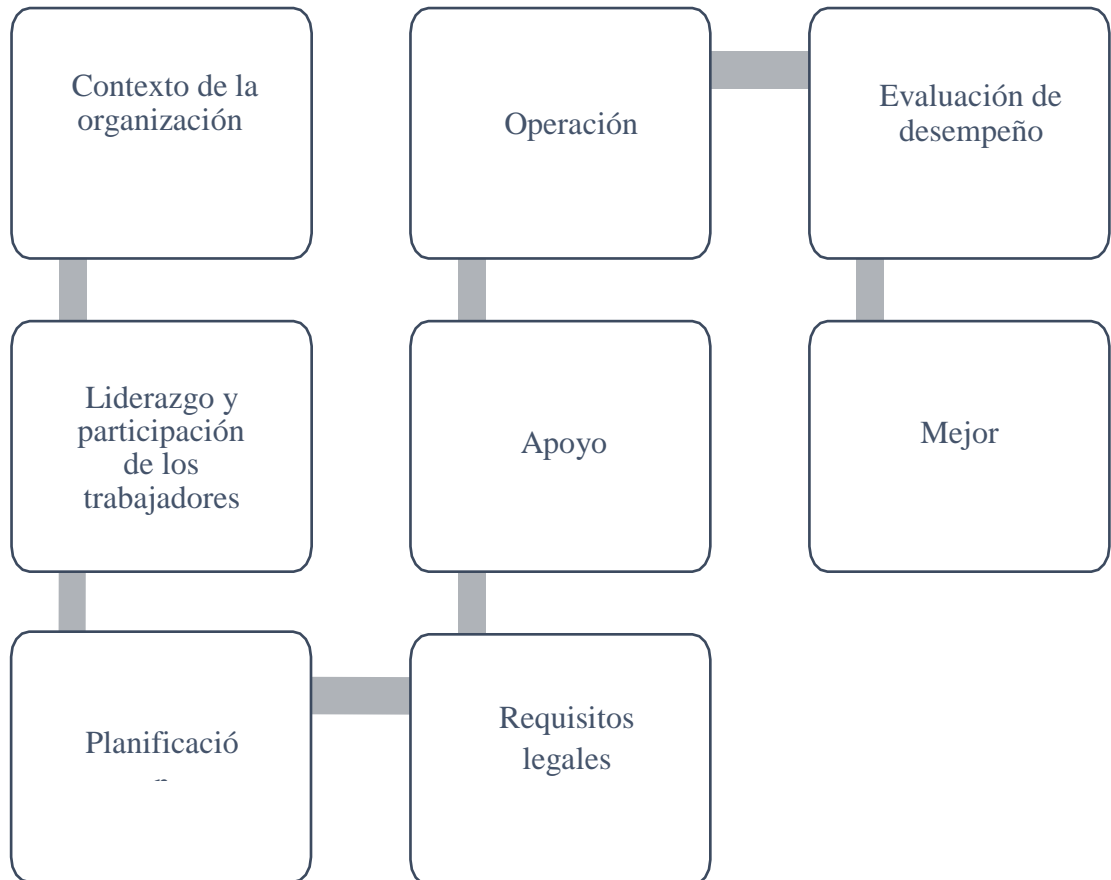 Contexto de la
organización
Liderazgo y
participación
de los
trabajadores
Planificació
Requisitos
legales
Apoyo
Operación
Evaluación de
desempeño
Mejor